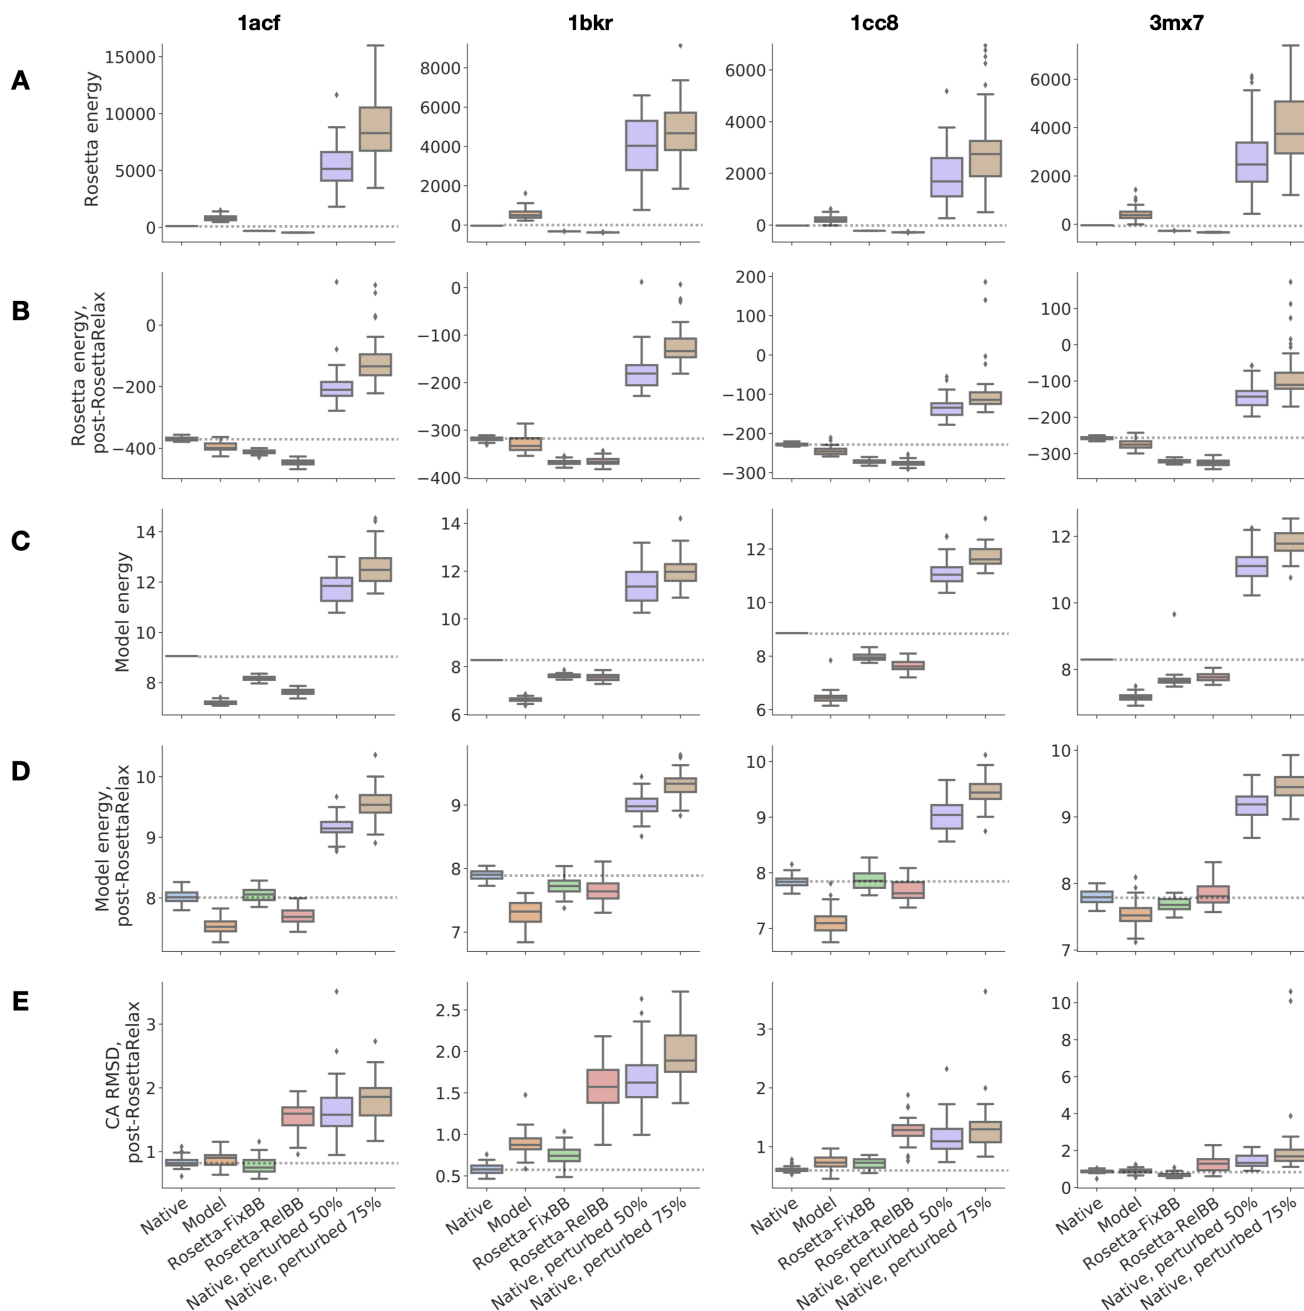 1acf 1bkr 1cc8 3mx7
A
Rosetta energy
15000
10000
5000
0
8000
6000
4000
2000
0
6000
4000
2000
0
6000
4000
2000
0
B
Rosetta energy,
post-RosettaRelax
0
−200
−400
0
−100
−200
−300
−400
200
100
0
−100
−200
−300
100
0
−100
−200
−300
C
Model energy
14
12
10
8
14
12
10
8
6
12
10
8
6
12
10
8
D
Model energy,
post-RosettaRelax
10
9
8
9
8
7
10
9
8
7
10
9
8
7
E
CA RMSD,
post-RosettaRelax
3
2
1
2.5
2.0
1.5
1.0
0.5
3
2
1
10
8
6
4
2
0
Native
Model
Rosetta-FixBB
Rosetta-RelBB
Native, perturbed 50%
Native, perturbed 75%
Native
Model
Rosetta-FixBB
Rosetta-RelBB
Native, perturbed 50%
Native, perturbed 75%
Native
Model
Rosetta-FixBB
Rosetta-RelBB
Native, perturbed 50%
Native, perturbed 75%
Native
Model
Rosetta-FixBB
Rosetta-RelBB
Native, perturbed 50%
Native, perturbed 75%